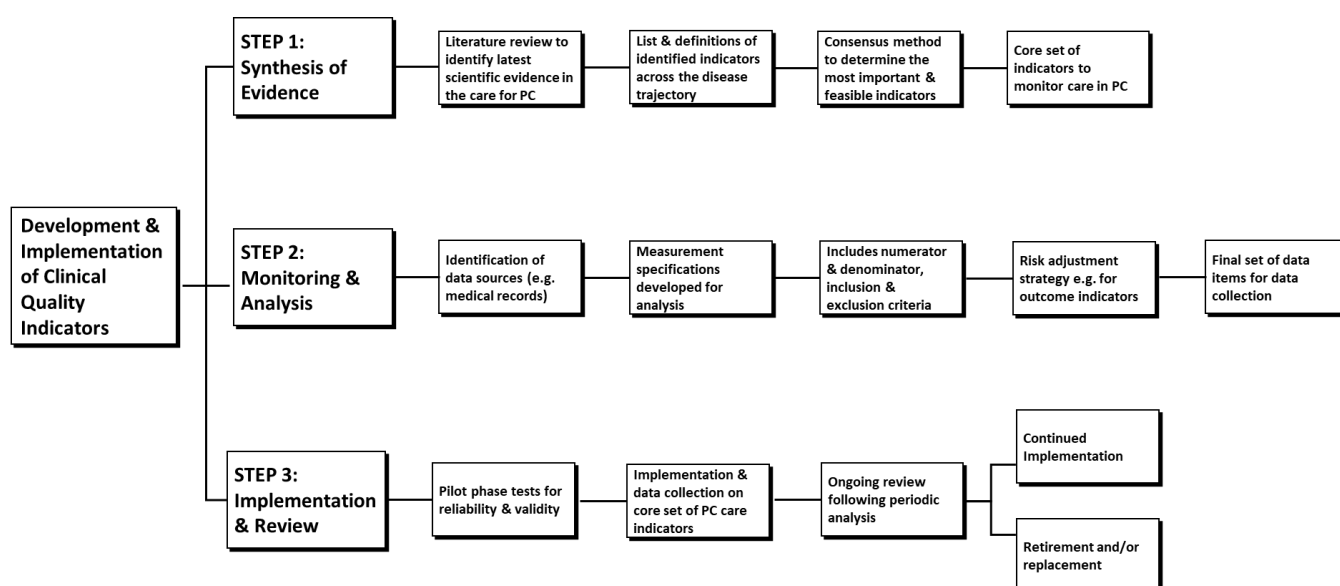 Development &
Implementation
of Clinical
Quality
Indicators
STEP 1:
Synthesis of
Evidence
Literature review to
identify latest
scientific evidence in
the care for PC
List & definitions of
identified indicators
across the disease
trajectory
Consensus method
to determine the
most important &
feasible indicators
Core set of
indicators to
monitor care in PC
STEP 2:
Monitoring &
Analysis
Identification of
data sources (e.g.
medical records)
Measurement
specifications
developed for
analysis
Includes numerator
& denominator,
inclusion &
exclusion criteria
Risk adjustment
strategy e.g. for
outcome indicators
Final set of data
items for data
collection
STEP 3:
Implementation
& Review
Pilot phase tests for
reliability & validity
Implementation &
data collection on
core set of PC care
indicators
Ongoing review
following periodic
analysis
Continued
Implementation
Retirement and/or
replacement